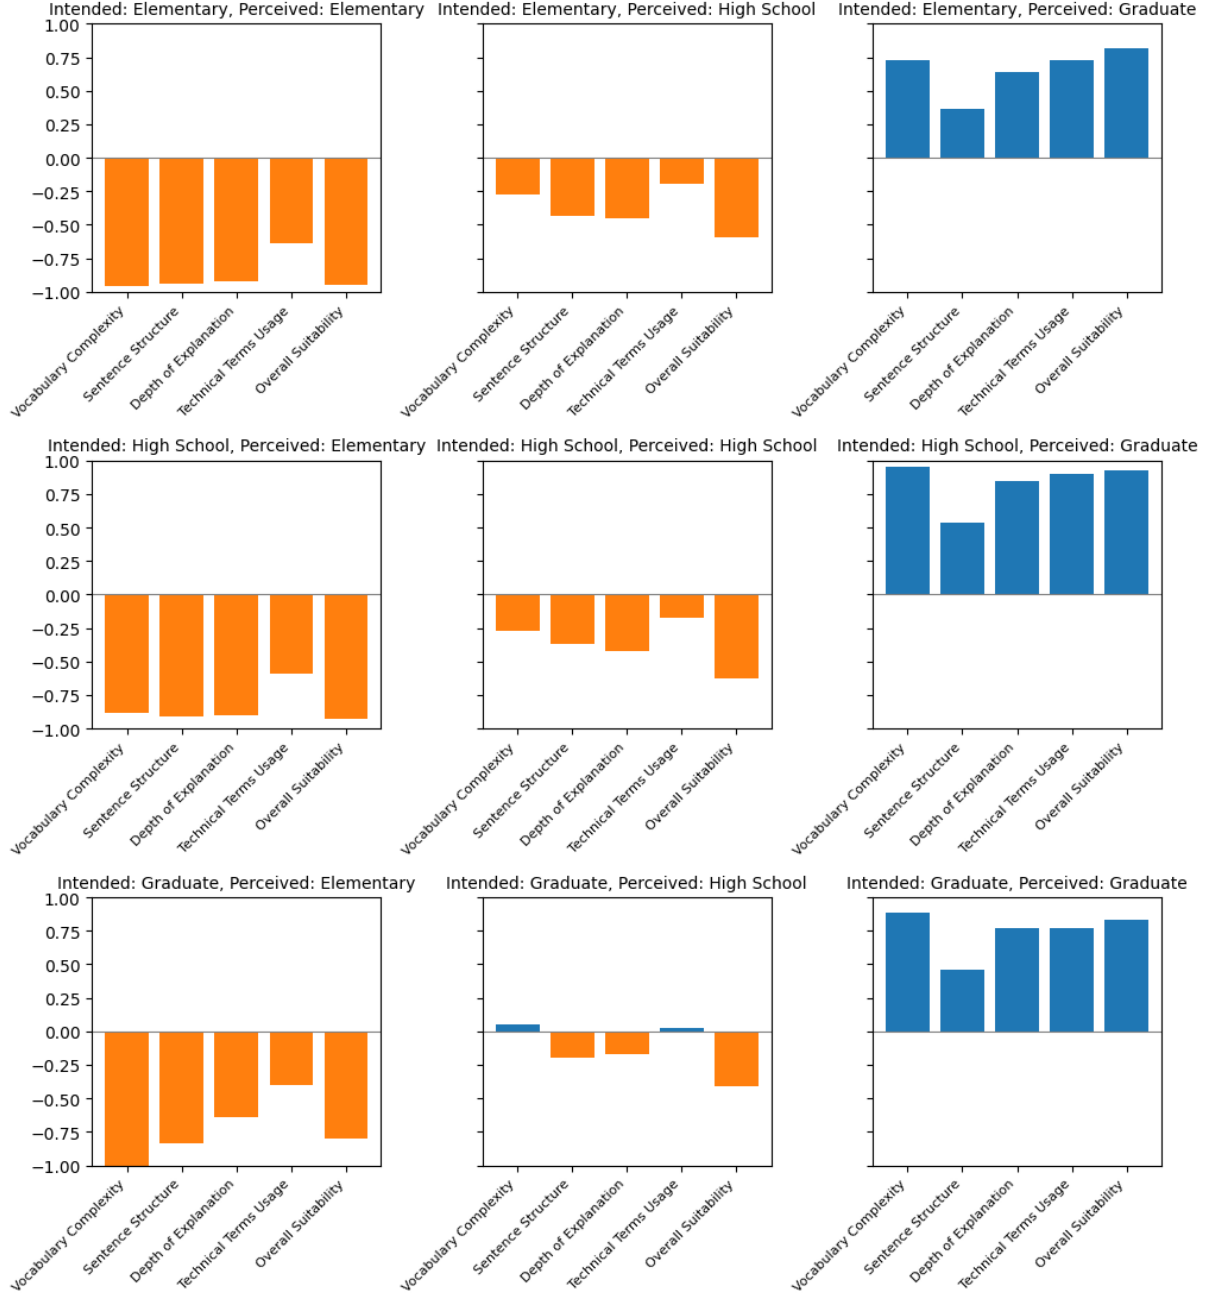 Intended: Elementary, Perceived: Elementary
Intended: Elementary, Perceived: High School
Intended: Elementary, Perceived: Graduate
1.00
0.75
0.50
0.25
0.00
−0.25
−0.50
−0.75
−1.00
Vocabulary Complexity
Sentence Structure
Depth of Explanation
Technical Terms Usage
Overall Suitability
Vocabulary Complexity
Sentence Structure
Depth of Explanation
Technical Terms Usage
Overall Suitability
Vocabulary Complexity
Sentence Structure
Depth of Explanation
Technical Terms Usage
Overall Suitability
Intended: High School, Perceived: Elementary
Intended: High School, Perceived: High School
Intended: High School, Perceived: Graduate
1.00
0.75
0.50
0.25
0.00
−0.25
−0.50
−0.75
−1.00
Vocabulary Complexity
Sentence Structure
Depth of Explanation
Technical Terms Usage
Overall Suitability
Vocabulary Complexity
Sentence Structure
Depth of Explanation
Technical Terms Usage
Overall Suitability
Vocabulary Complexity
Sentence Structure
Depth of Explanation
Technical Terms Usage
Overall Suitability
Intended: Graduate, Perceived: Elementary
Intended: Graduate, Perceived: High School
Intended: Graduate, Perceived: Graduate
1.00
0.75
0.50
0.25
0.00
−0.25
−0.50
−0.75
−1.00
Vocabulary Complexity
Sentence Structure
Depth of Explanation
Technical Terms Usage
Overall Suitability
Vocabulary Complexity
Sentence Structure
Depth of Explanation
Technical Terms Usage
Overall Suitability
Vocabulary Complexity
Sentence Structure
Depth of Explanation
Technical Terms Usage
Overall Suitability